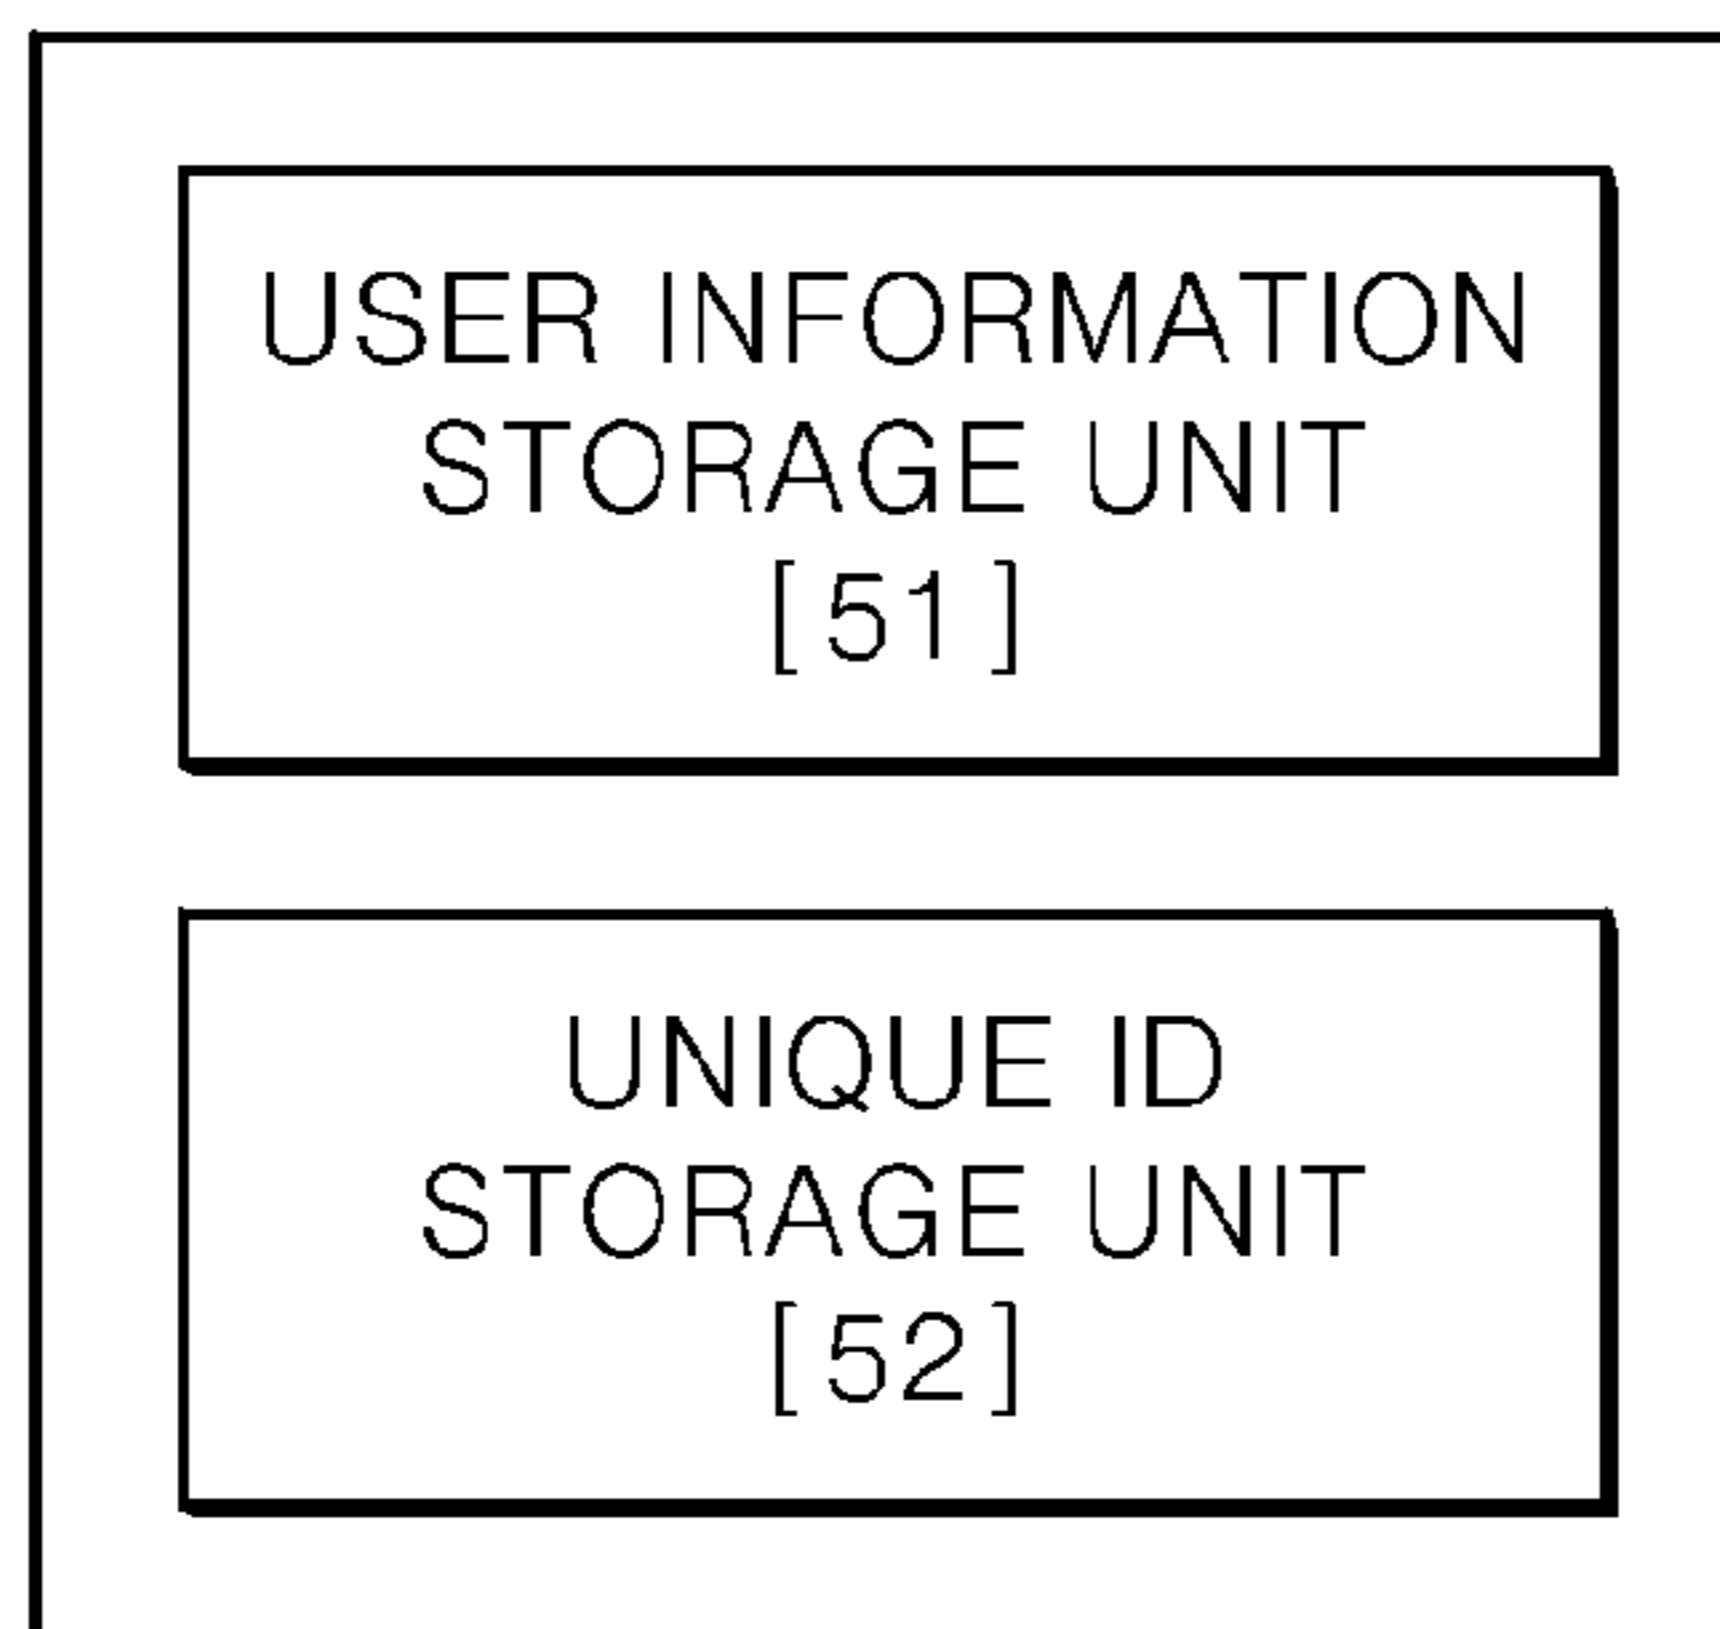 USER INFORMATION
STORAGE UNIT
[51]
UNIQUE ID
STORAGE UNIT
[52]